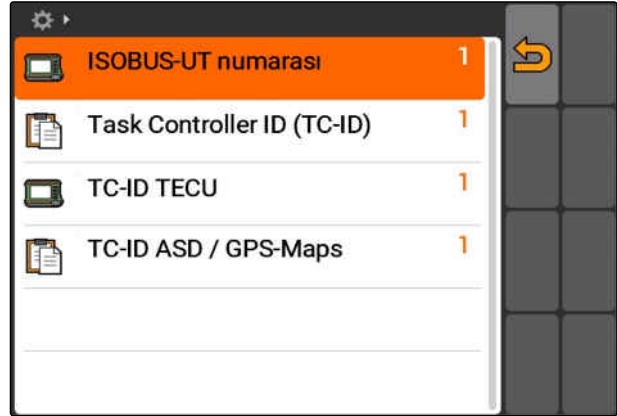 ISOBUS-UT numarası 1
Task Controller ID (TC-ID) 1
TC-ID TECU 1
TC-ID ASD / GPS-Maps 1